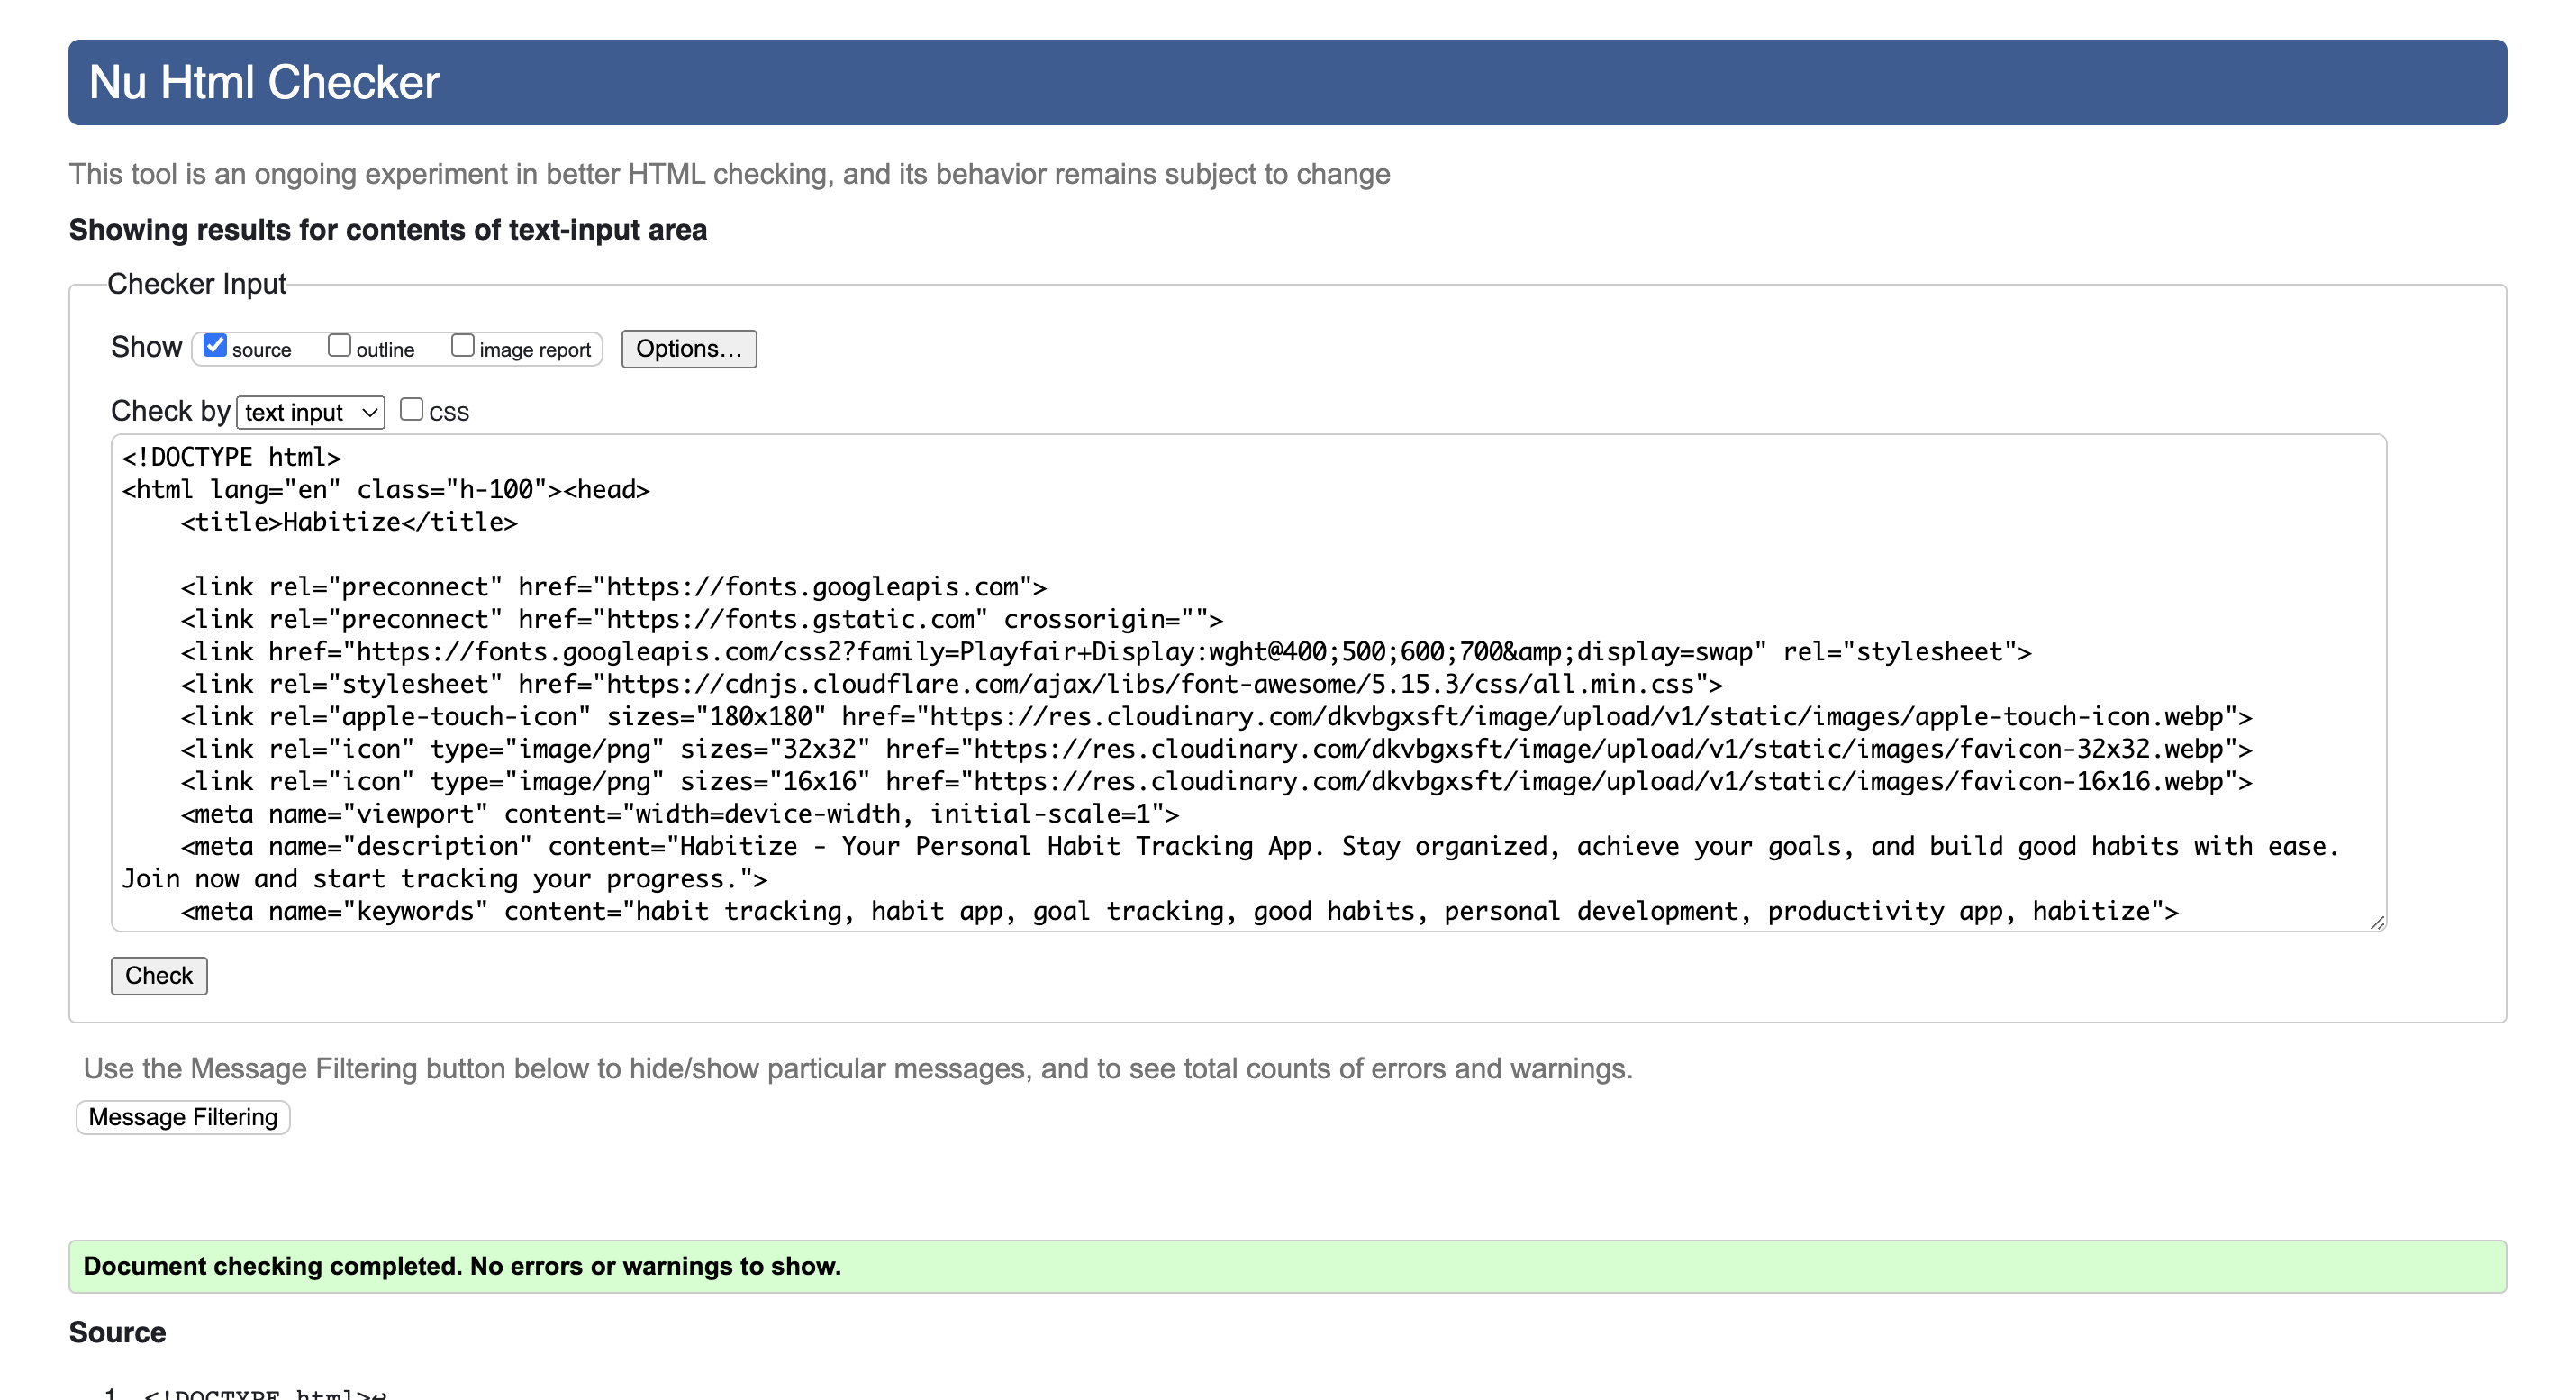 Nu Html Checker
This tool is an ongoing experiment in better HTML checking, and its behavior remains subject to change
Showing results for contents of text-input area
Checker Input
Show source outline image report Options…
Check by text input CSS
<!DOCTYPE html>
<html lang="en" class="h-100"><head>
    <title>Habitize</title>
    <link rel="preconnect" href="https://fonts.googleapis.com">
    <link rel="preconnect" href="https://fonts.gstatic.com" crossorigin="">
    <link href="https://fonts.googleapis.com/css2?family=Playfair+Display:wght@400;500;600;700&amp;display=swap" rel="stylesheet">
    <link rel="stylesheet" href="https://cdnjs.cloudflare.com/ajax/libs/font-awesome/5.15.3/css/all.min.css">
    <link rel="apple-touch-icon" sizes="180x180" href="https://res.cloudinary.com/dkvbgxsft/image/upload/v1/static/images/apple-touch-icon.webp">
    <link rel="icon" type="image/png" sizes="32x32" href="https://res.cloudinary.com/dkvbgxsft/image/upload/v1/static/images/favicon-32x32.webp">
    <link rel="icon" type="image/png" sizes="16x16" href="https://res.cloudinary.com/dkvbgxsft/image/upload/v1/static/images/favicon-16x16.webp">
    <meta name="viewport" content="width=device-width, initial-scale=1">
    <meta name="description" content="Habitize - Your Personal Habit Tracking App. Stay organized, achieve your goals, and build good habits with ease.
Join now and start tracking your progress.">
    <meta name="keywords" content="habit tracking, habit app, goal tracking, good habits, personal development, productivity app, habitize">
Check
Use the Message Filtering button below to hide/show particular messages, and to see total counts of errors and warnings.
Message Filtering
Document checking completed. No errors or warnings to show.
Source
1. <!DOCTYPE html>↩